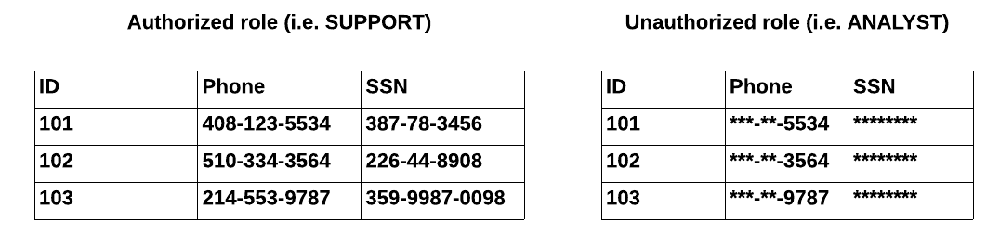 Authorized role (i.e. SUPPORT)
Unauthorized role (i.e. ANALYST)
ID Phone SSN
101 408-123-5534 387-78-3456
102 510-334-3564 226-44-8908
103 214-553-9787 359-9987-0098
ID Phone SSN
101 ***-**-5534 ********
102 ***-**-3564 ********
103 ***-**-9787 ********